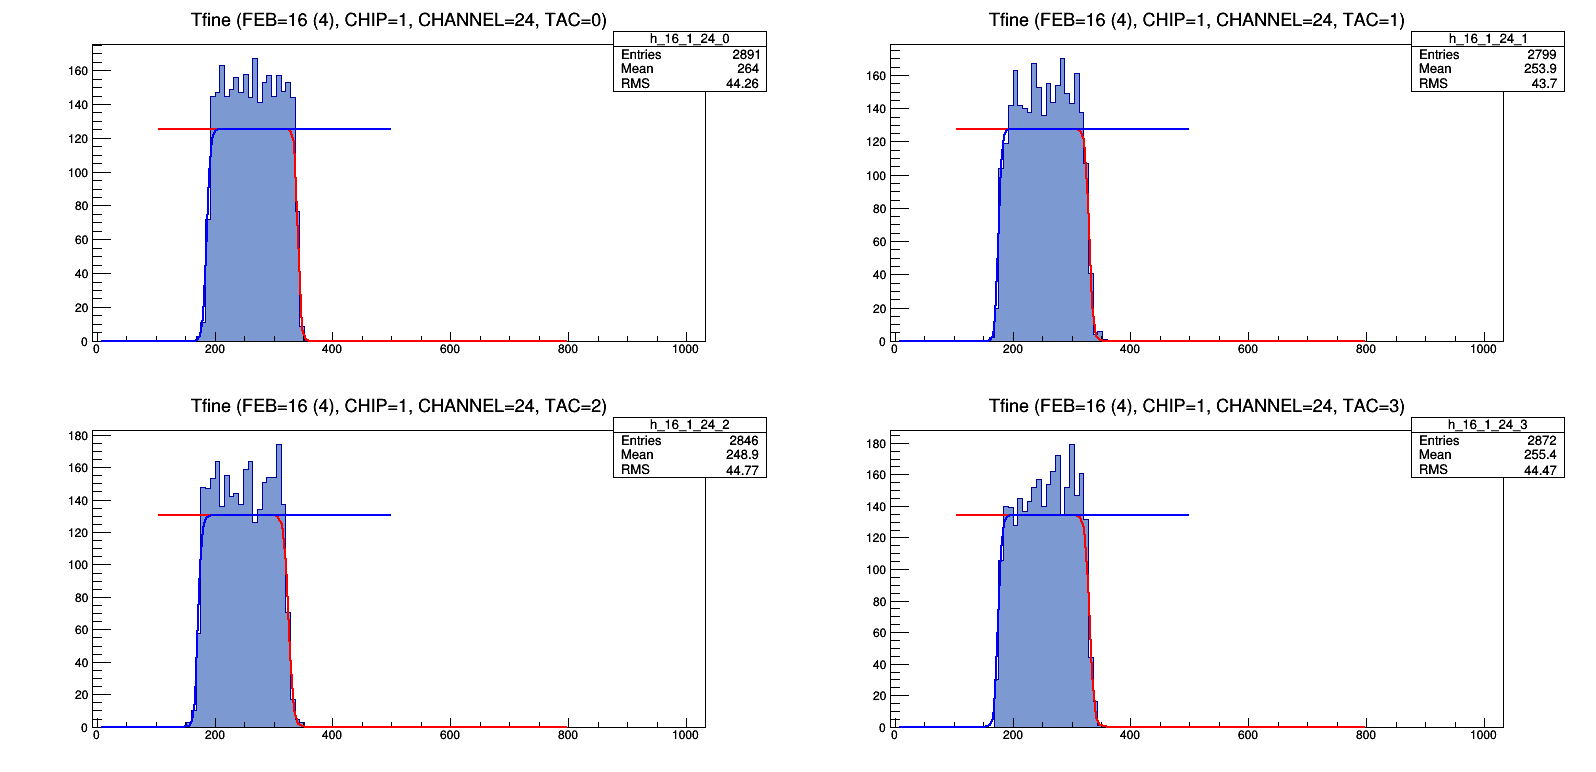 Tfine (FEB=16 (4), CHIP=1, CHANNEL=24, TAC=0)
h_16_1_24_0
Entries 2891
Mean 264
RMS 44.26
160
140
120
100
80
60
40
20
0
0 200 400 600 800 1000
Tfine (FEB=16 (4), CHIP=1, CHANNEL=24, TAC=1)
h_16_1_24_1
Entries 2799
Mean 253.9
RMS 43.7
160
140
120
100
80
60
40
20
0
0 200 400 600 800 1000
Tfine (FEB=16 (4), CHIP=1, CHANNEL=24, TAC=2)
h_16_1_24_2
Entries 2846
Mean 248.9
RMS 44.77
180
160
140
120
100
80
60
40
20
0
0 200 400 600 800 1000
Tfine (FEB=16 (4), CHIP=1, CHANNEL=24, TAC=3)
h_16_1_24_3
Entries 2872
Mean 255.4
RMS 44.47
180
160
140
120
100
80
60
40
20
0
0 200 400 600 800 1000